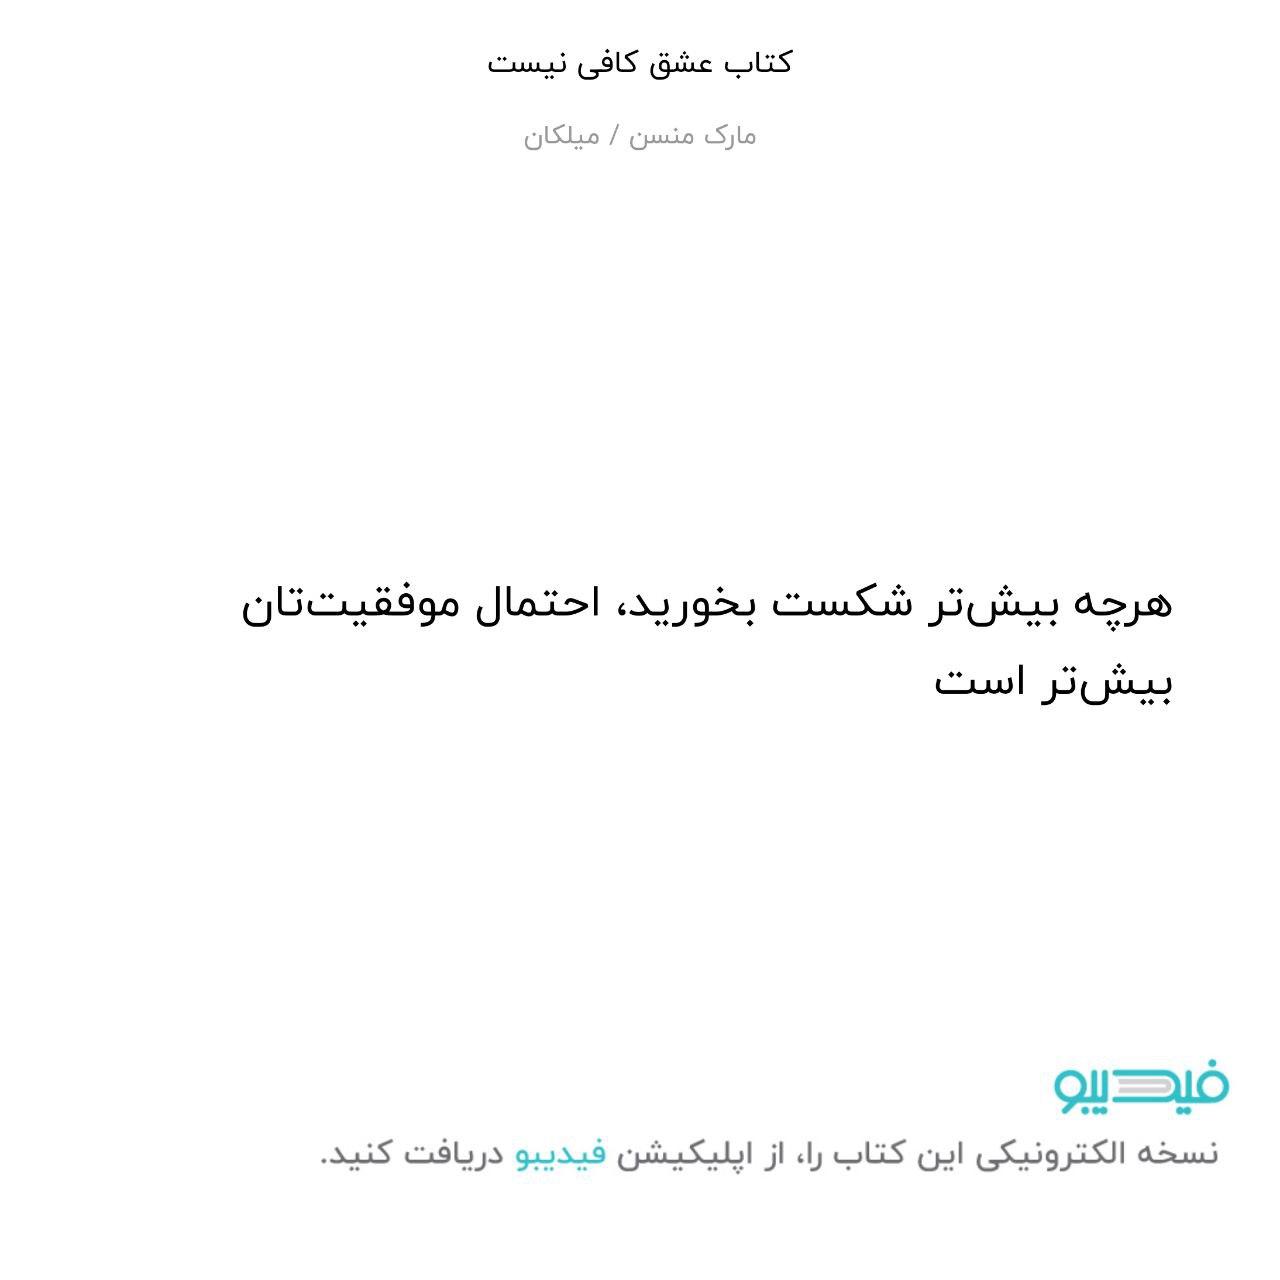 کتاب عشق کافی نیست
مارک منسن / میلکان
هرچه بیش‌تر شکست بخورید، احتمال موفقیت‌تان
بیش‌تر است
فیدیبو
نسخه الکترونیکی این کتاب را، از اپلیکیشن فیدیبو دریافت کنید.